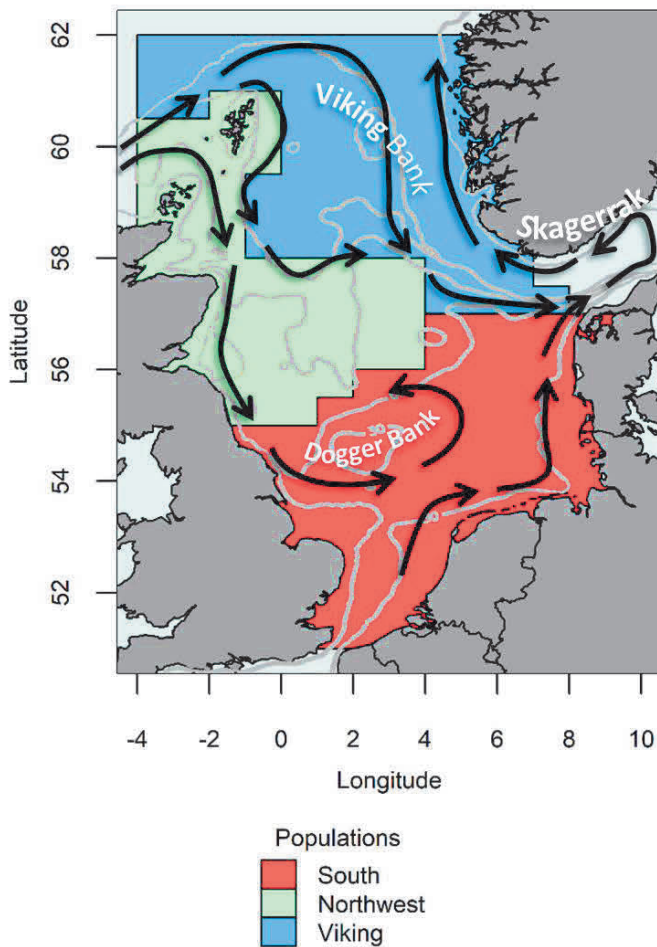 62
60
58
56
54
52
Latitude
Viking Bank
Skagerrak
30
Dogger Bank
-4 -2 0 2 4 6 8 10
Longitude
Populations
South
Northwest
Viking